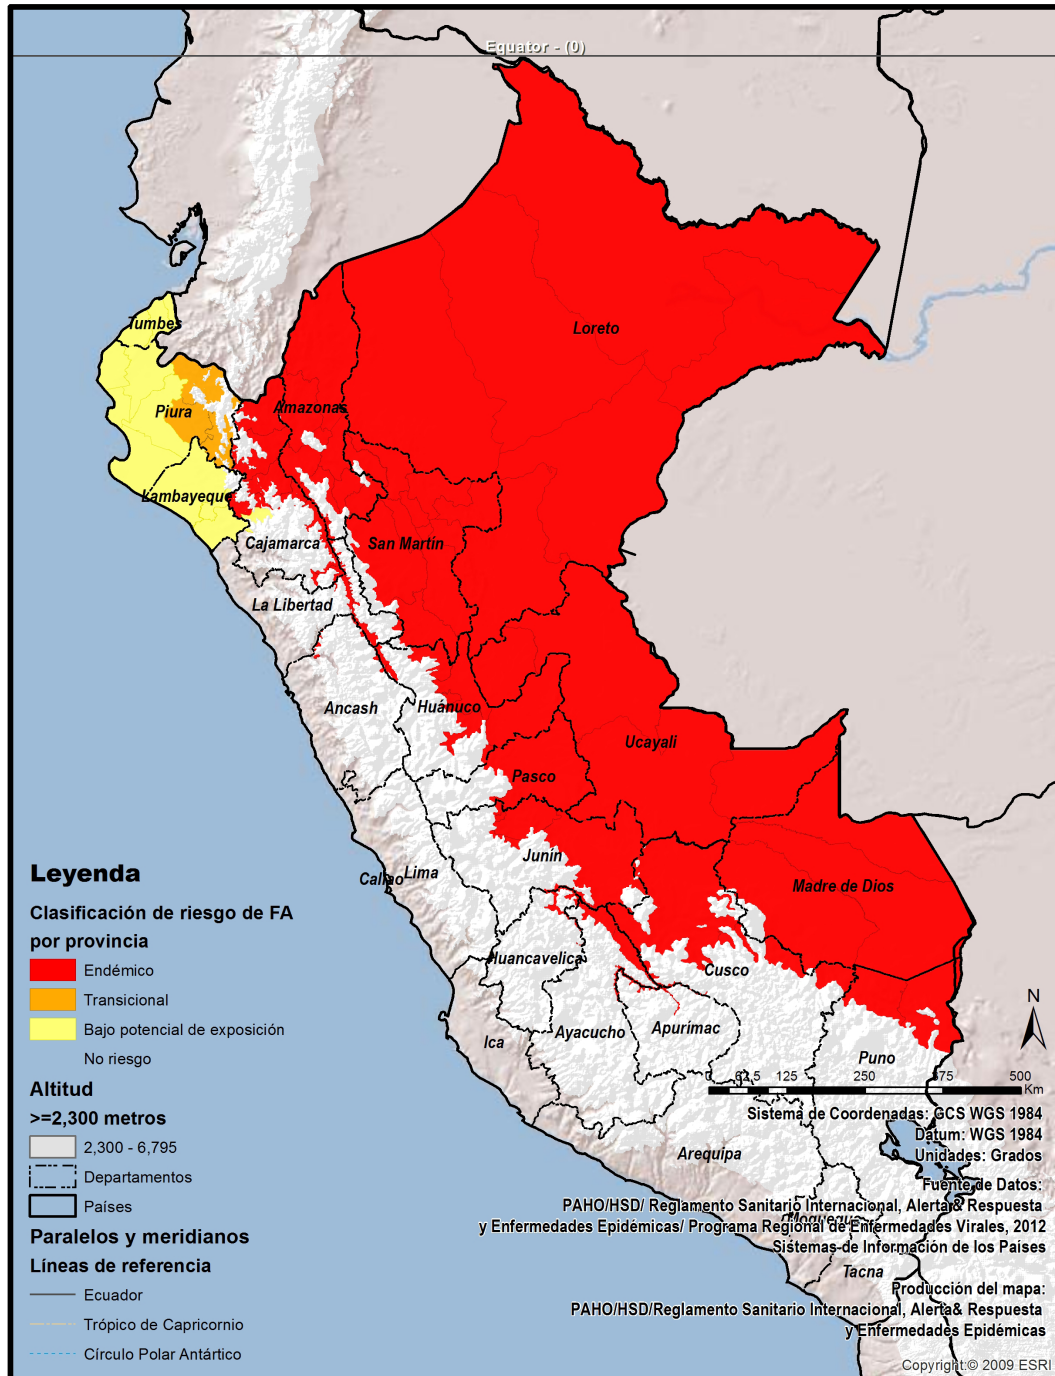 Equator - (0)
Tumbes
Loreto
Piura
Amazonas
Lambayeque
Cajamarca
San Martín
La Libertad
Ancash
Huánuco
Ucayali
Pasco
Junín
Callao
Lima
Madre de Dios
Huancavelica
Cusco
Ica
Ayacucho
Apurímac
Puno
Arequipa
Moquegua
Tacna
Leyenda
Clasificación de riesgo de FA
por provincia
Endémico
Transicional
Bajo potencial de exposición
No riesgo
Altitud
>=2,300 metros
2,300 - 6,795
Departamentos
Países
Paralelos y meridianos
Líneas de referencia
Ecuador
Trópico de Capricornio
Círculo Polar Antártico
N
0 62.5 125 250 375 500
Km
Sistema de Coordenadas: GCS WGS 1984
Datum: WGS 1984
Unidades: Grados
Fuente de Datos:
PAHO/HSD/ Reglamento Sanitario Internacional, Alerta& Respuesta
y Enfermedades Epidémicas/ Programa Regional de Enfermedades Virales, 2012
Sistemas de Información de los Países
Producción del mapa:
PAHO/HSD/Reglamento Sanitario Internacional, Alerta& Respuesta
y Enfermedades Epidémicas
Copyright:© 2009 ESRI